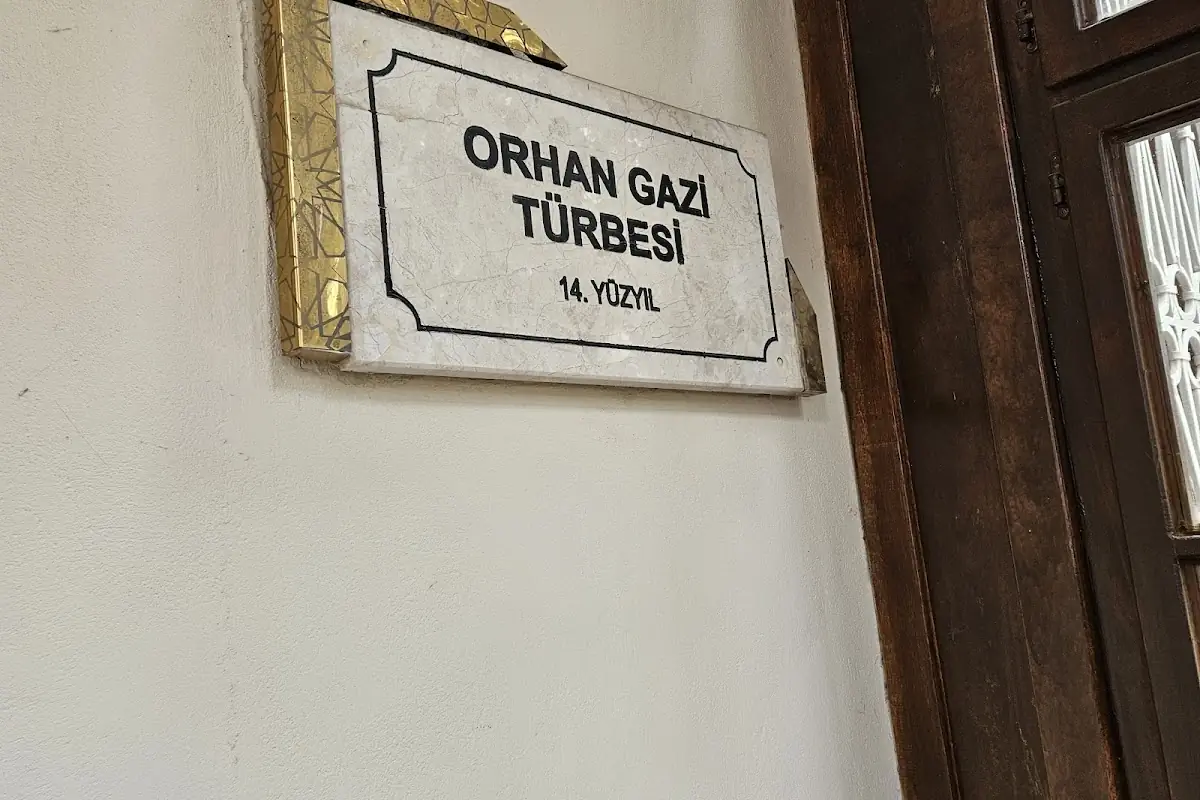 ORHAN GAZİ
TÜRBESİ
14. YÜZYIL